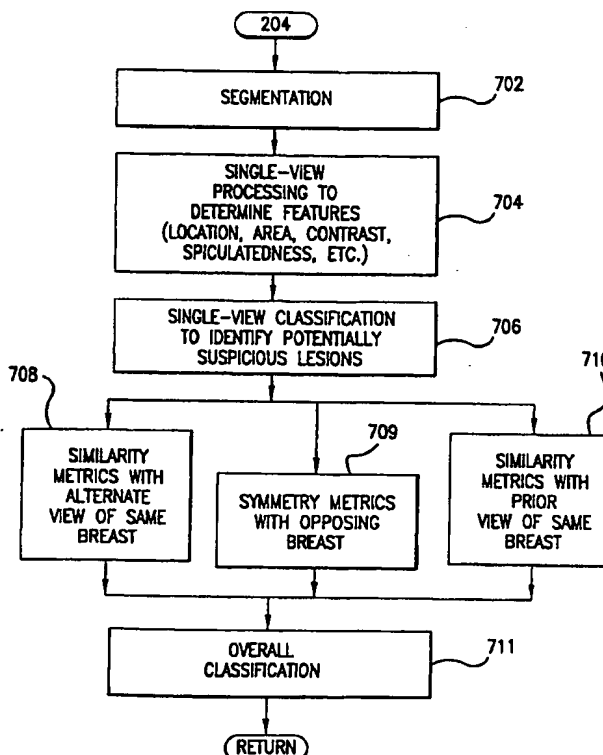 204
SEGMENTATION
702
SINGLE-VIEW
PROCESSING TO
DETERMINE FEATURES
(LOCATION, AREA, CONTRAST,
SPICULATEDNESS, ETC.)
704
SINGLE-VIEW CLASSIFICATION
TO IDENTIFY POTENTIALLY
SUSPICIOUS LESIONS
706
708
SIMILARITY
METRICS WITH
ALTERNATE
VIEW OF SAME
BREAST
709
SYMMETRY METRICS
WITH OPPOSING
BREAST
710
SIMILARITY
METRICS WITH
PRIOR
VIEW OF SAME
BREAST
OVERALL
CLASSIFICATION
711
RETURN